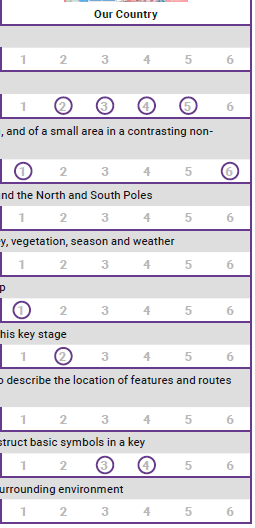 Our Country
1 2 3 4 5 6
1 2 3 4 5 6
, and of a small area in a contrasting non-
1 2 3 4 5 6
nd the North and South Poles
1 2 3 4 5 6
y, vegetation, season and weather
1 2 3 4 5 6
p
1 2 3 4 5 6
his key stage
1 2 3 4 5 6
o describe the location of features and routes
1 2 3 4 5 6
struct basic symbols in a key
1 2 3 4 5 6
urrounding environment
1 2 3 4 5 6